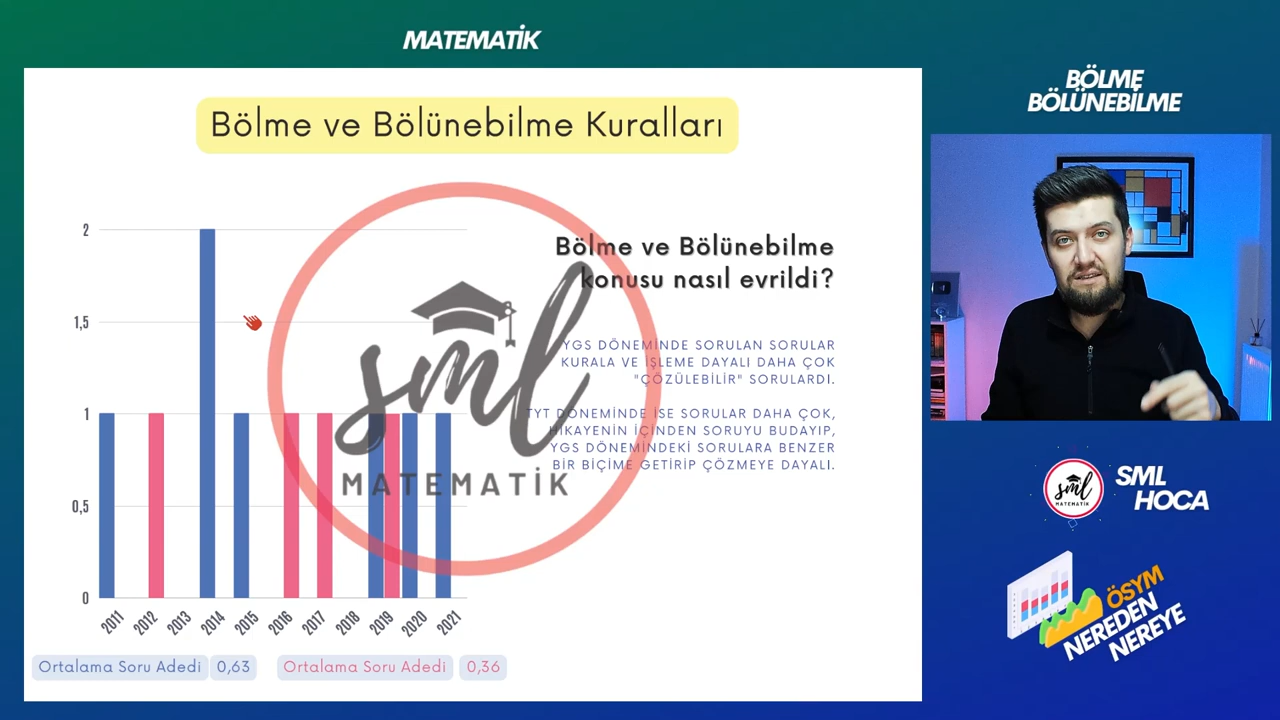 MATEMATİK
BÖLME
BÖLÜNEBİLME
Bölme ve Bölünebilme Kuralları
2
1,5
1
0,5
0
2011
2012
2013
2014
2015
2016
2017
2018
2019
2020
2021
Ortalama Soru Adedi 0,63
Ortalama Soru Adedi 0,36
Bölme ve Bölünebilme
konusu nasıl evrildi?
YGS DÖNEMİNDE SORULAN SORULAR
KURALA VE İŞLEME DAYALI DAHA ÇOK
"ÇÖZÜLEBİLİR" SORULARDI.
TYT DÖNEMİNDE İSE SORULAR DAHA ÇOK,
HİKAYENİN İÇİNDEN SORUYU BUDAYIP,
YGS DÖNEMİNDEKİ SORULARA BENZER
BİR BİÇİME GETİRİP ÇÖZMEYE DAYALI.
sml
MATEMATİK
sml
MATEMATİK
SML
HOCA
ÖSYM
NEREDEN
NEREYE